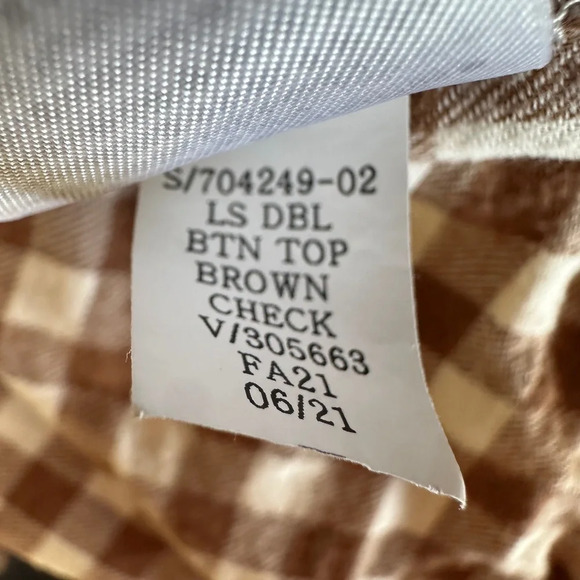 S/704249-02
LS DBL
BTN TOP
BROWN
CHECK
V/305663
FA21
06/21